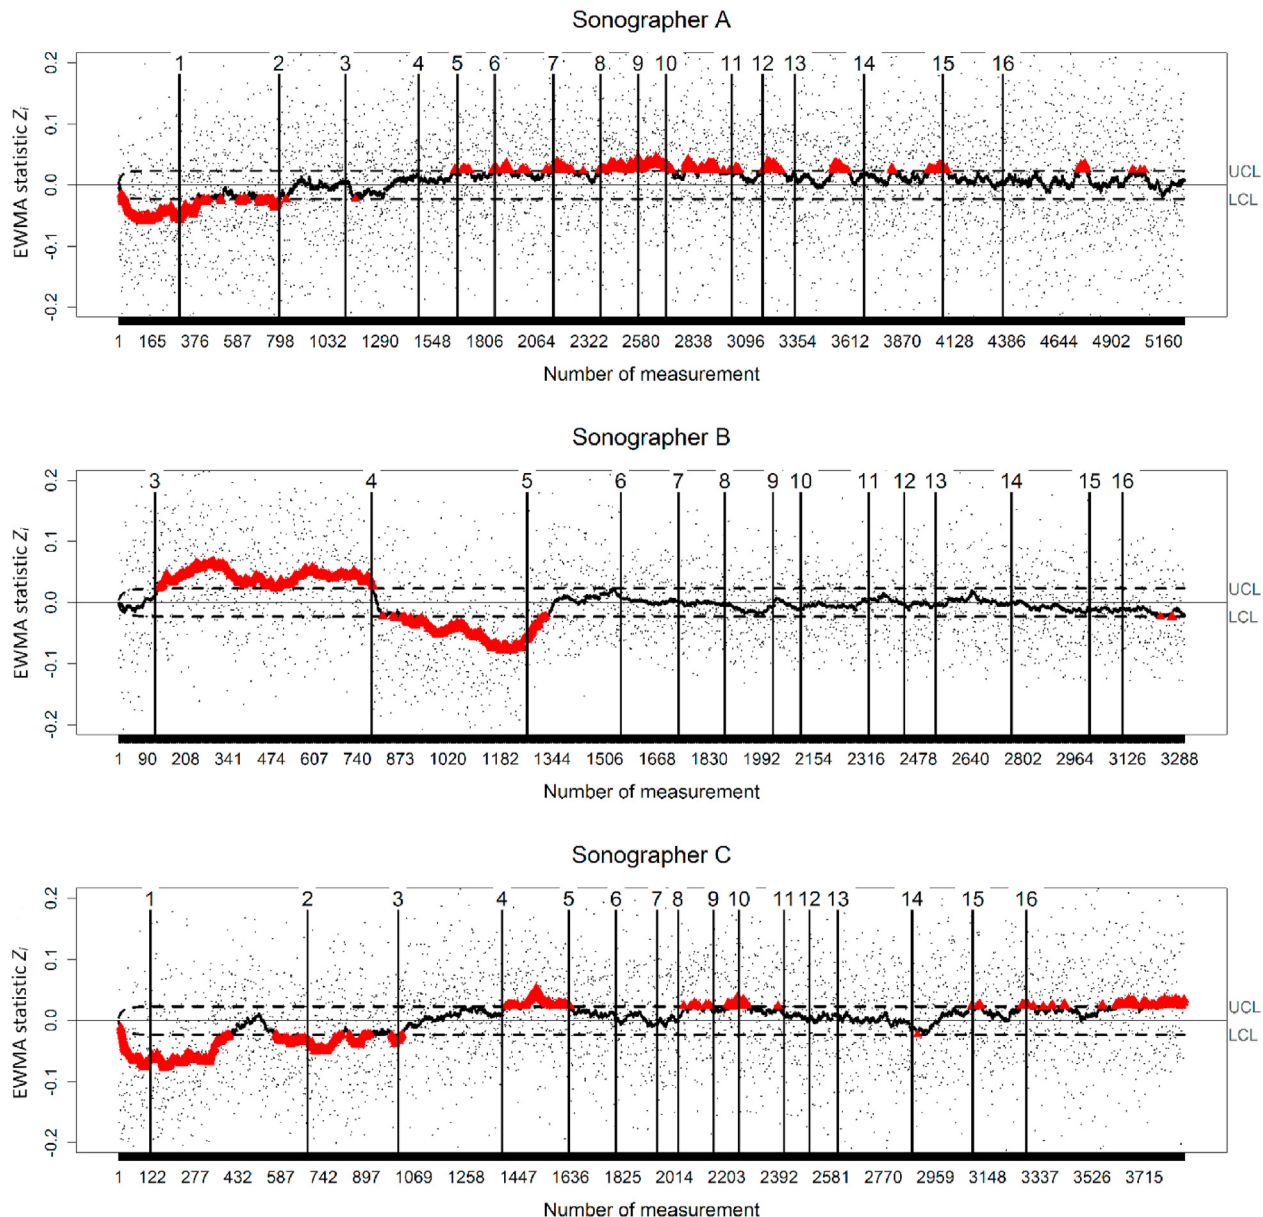 Sonographer A
EWMA statistic Zi
0.2
0.1
0.0
-0.1
-0.2
1 2 3 4 5 6 7 8 9 10 11 12 13 14 15 16
UCL
LCL
1 165 376 587 798 1032 1290 1548 1806 2064 2322 2580 2838 3096 3354 3612 3870 4128 4386 4644 4902 5160
Number of measurement
Sonographer B
EWMA statistic Zi
0.2
0.1
0.0
-0.1
-0.2
3 4 5 6 7 8 9 10 11 12 13 14 15 16
UCL
LCL
1 90 208 341 474 607 740 873 1020 1182 1344 1506 1668 1830 1992 2154 2316 2478 2640 2802 2964 3126 3288
Number of measurement
Sonographer C
EWMA statistic Zi
0.2
0.1
0.0
-0.1
-0.2
1 2 3 4 5 6 7 8 9 10 11 12 13 14 15 16
UCL
LCL
1 122 277 432 587 742 897 1069 1258 1447 1636 1825 2014 2203 2392 2581 2770 2959 3148 3337 3526 3715
Number of measurement